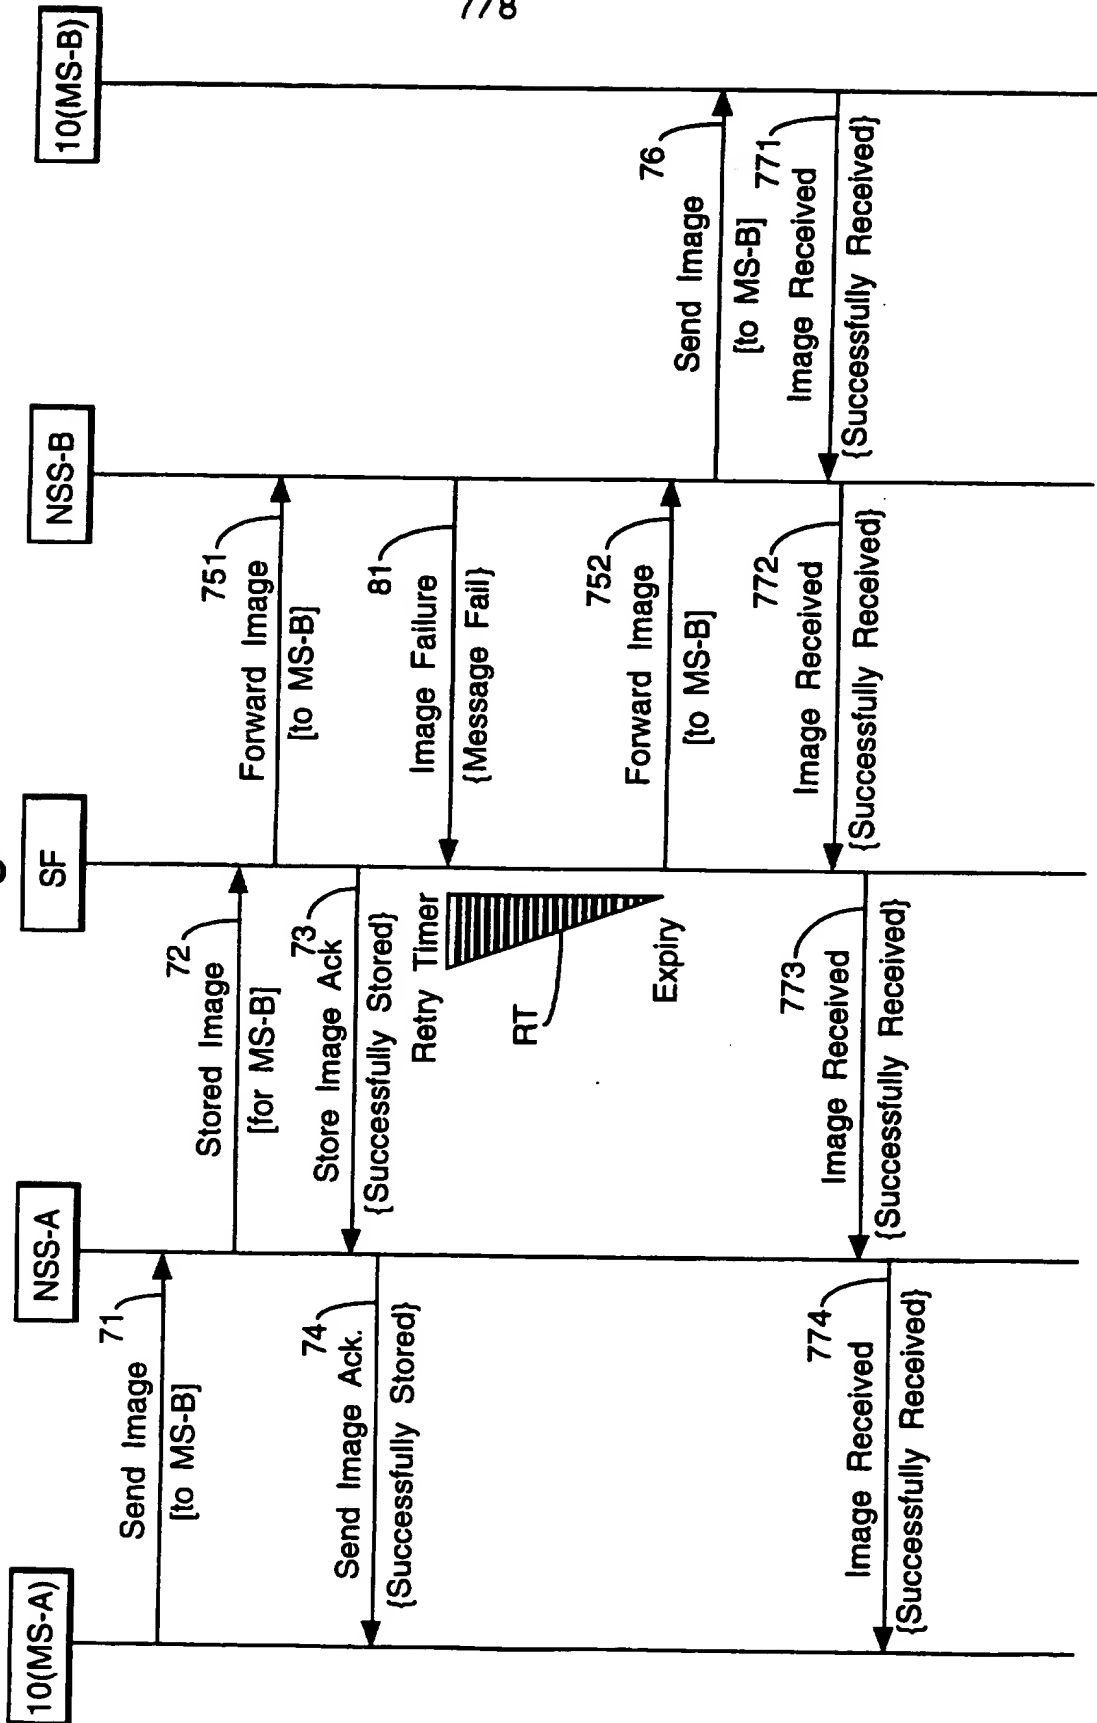 7/8
10(MS-A)
NSS-A
SF
NSS-B
10(MS-B)
71
Send Image
[to MS-B]
72
Stored Image
[for MS-B]
751
Forward Image
[to MS-B]
73
Store Image Ack
{Successfully Stored}
74
Send Image Ack.
{Successfully Stored}
81
Image Failure
{Message Fail}
Retry Timer
RT
Expiry
752
Forward Image
[to MS-B]
76
Send Image
[to MS-B]
771
Image Received
{Successfully Received}
772
Image Received
{Successfully Received}
773
Image Received
{Successfully Received}
774
Image Received
{Successfully Received}